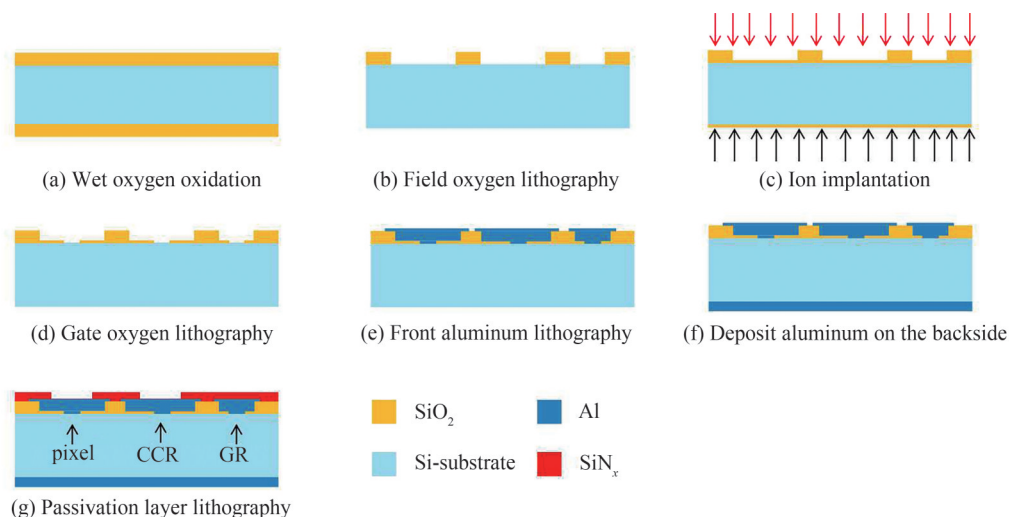 (a) Wet oxygen oxidation
(b) Field oxygen lithography
(c) Ion implantation
(d) Gate oxygen lithography
(e) Front aluminum lithography
(f) Deposit aluminum on the backside
pixel
CCR
GR
(g) Passivation layer lithography
SiO₂
Al
Si-substrate
SiNₓ